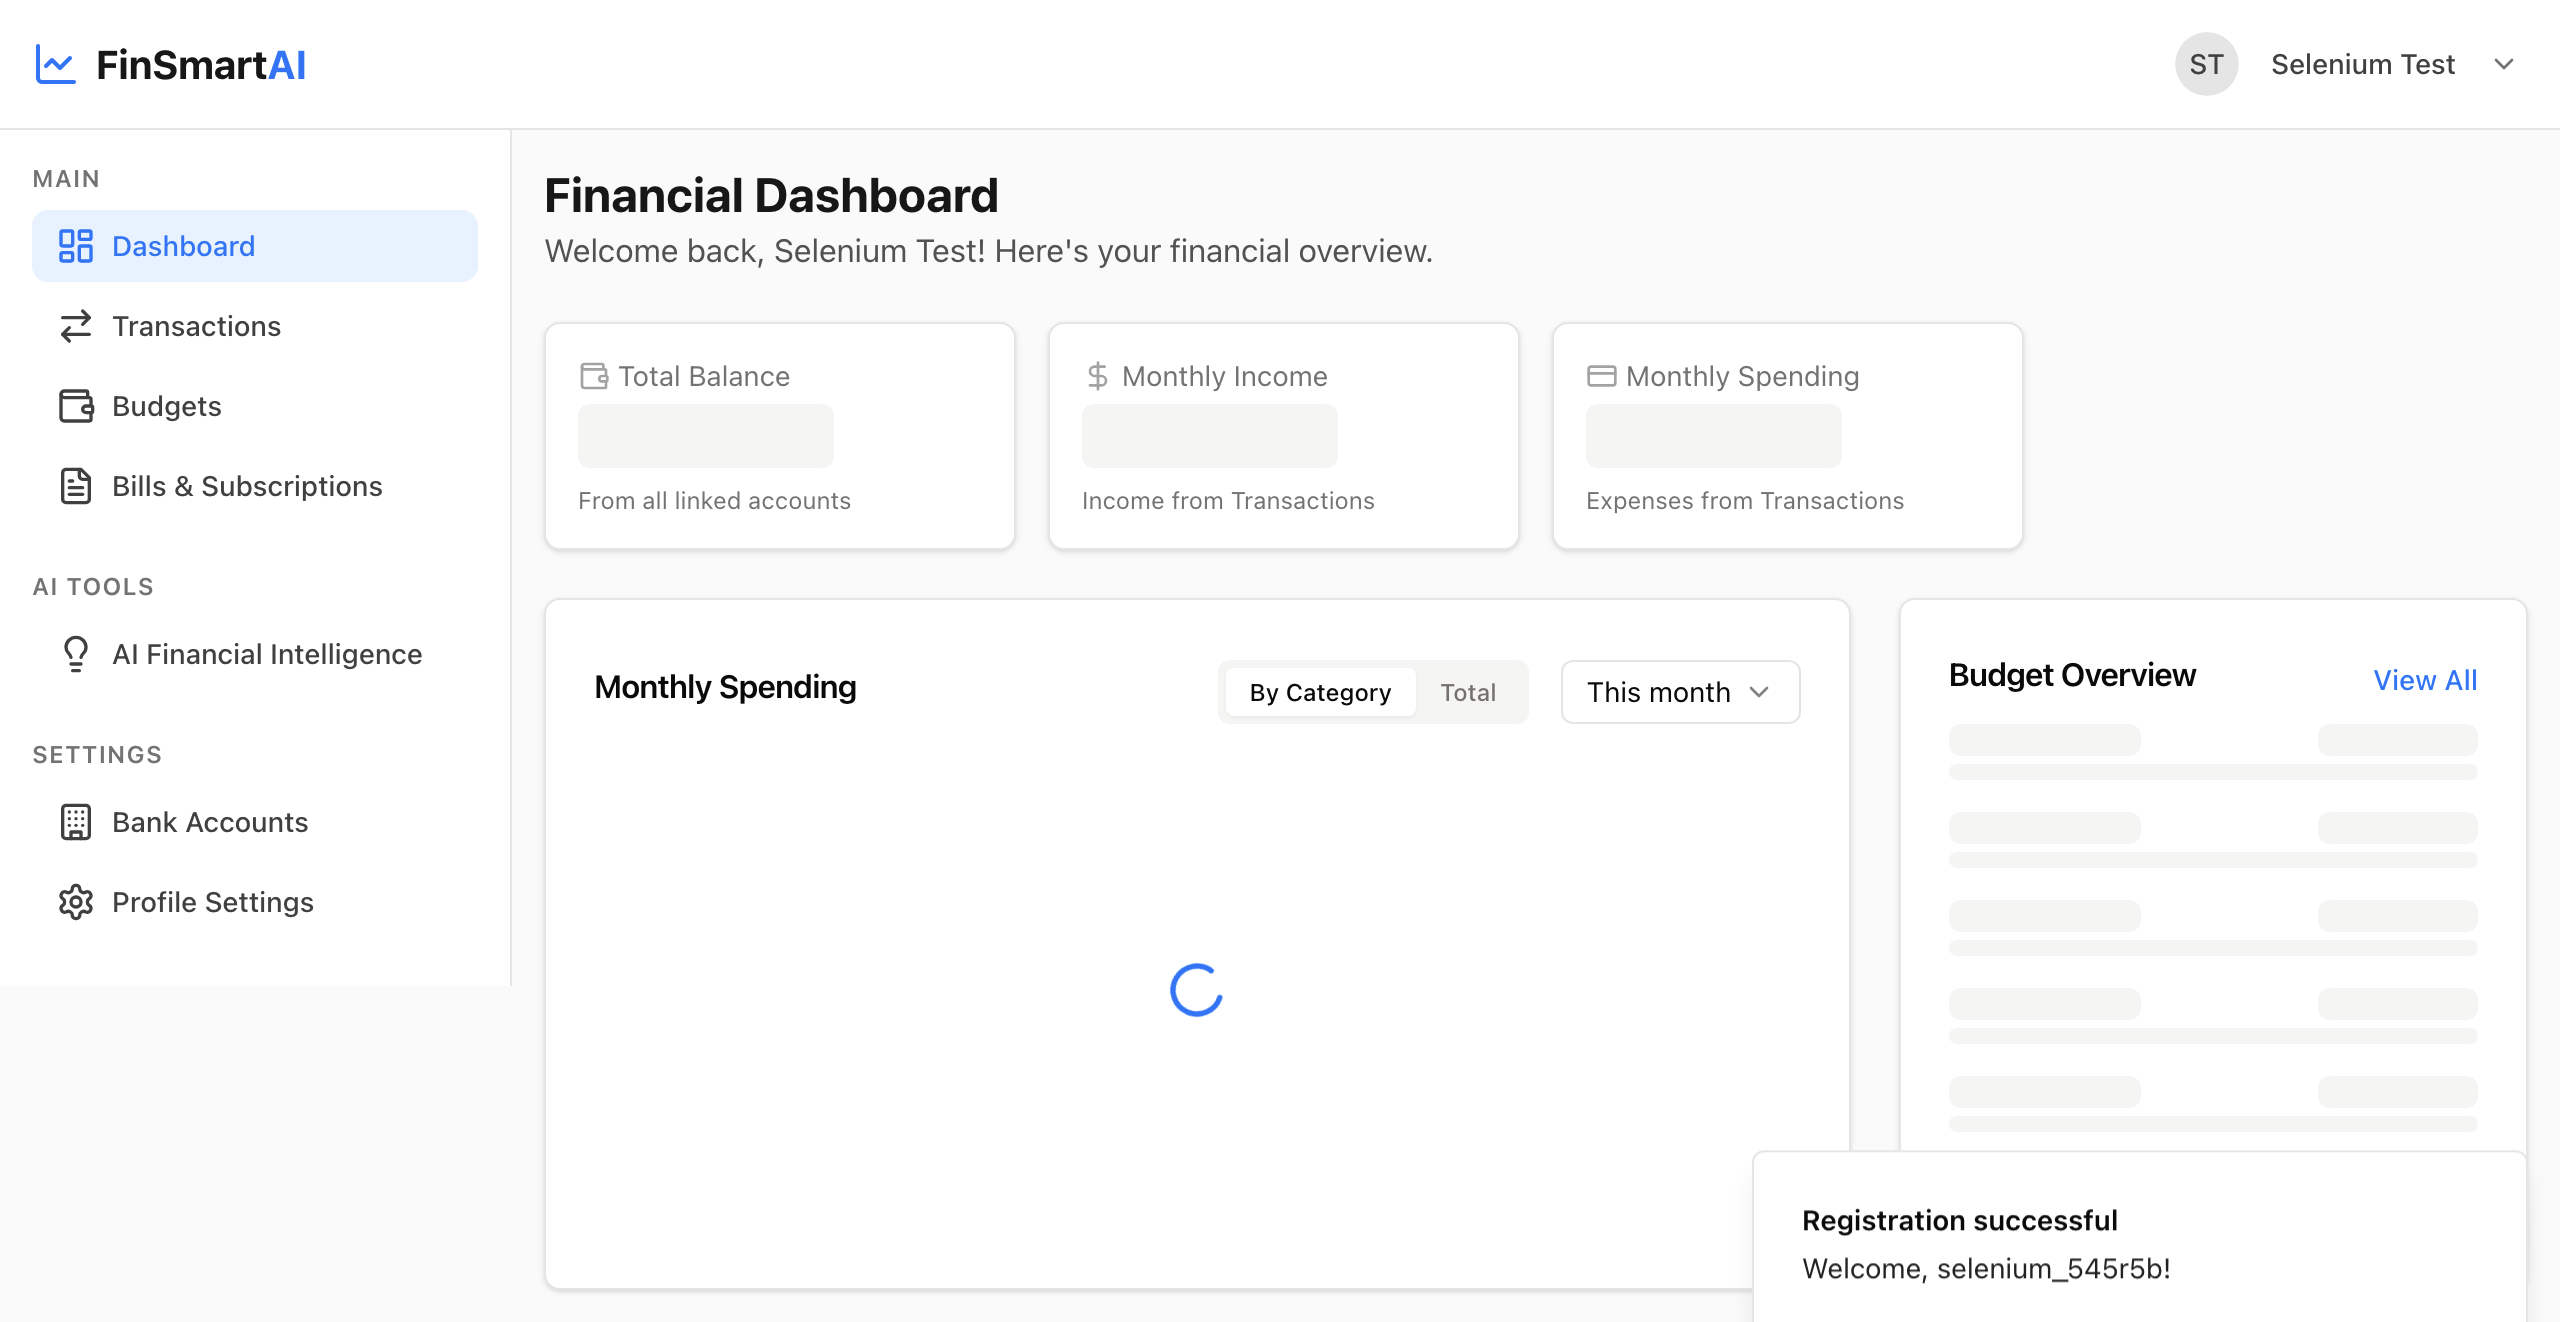 FinSmartAI
ST
Selenium Test
MAIN
Dashboard
Transactions
Budgets
Bills & Subscriptions
AI TOOLS
AI Financial Intelligence
SETTINGS
Bank Accounts
Profile Settings
Financial Dashboard
Welcome back, Selenium Test! Here's your financial overview.
Total Balance
From all linked accounts
Monthly Income
Income from Transactions
Monthly Spending
Expenses from Transactions
Monthly Spending
By Category
Total
This month
Budget Overview
View All
Registration successful
Welcome, selenium_545r5b!